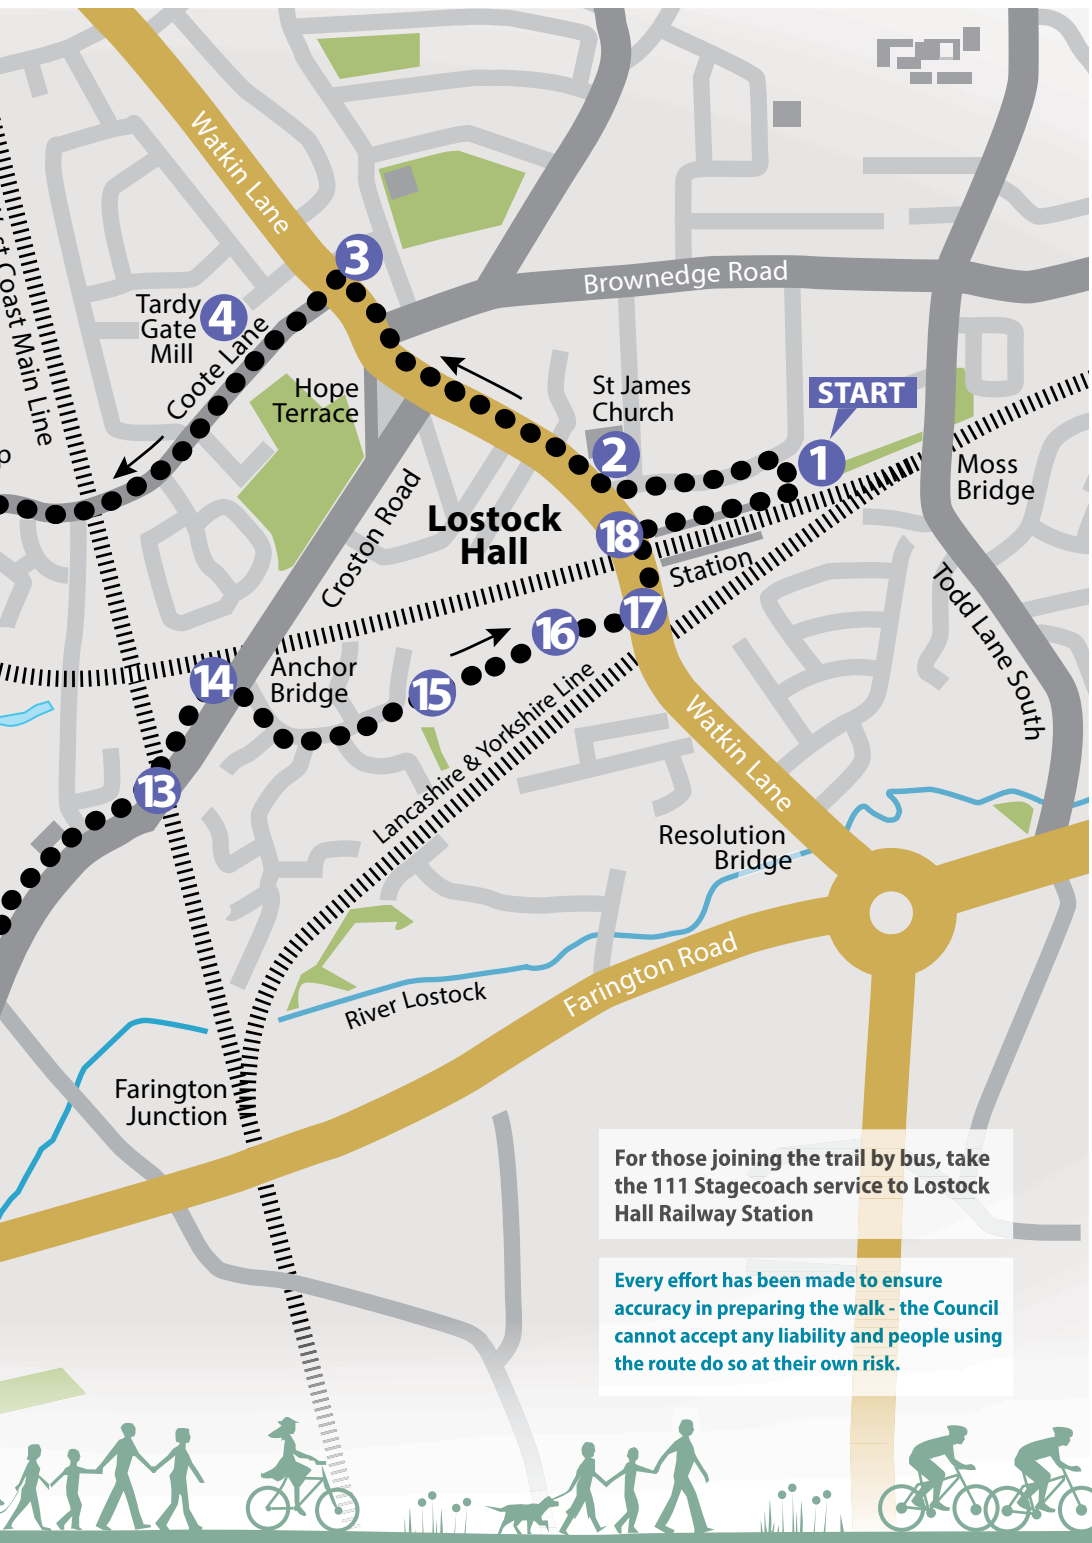 Watkin Lane
3
Brownedge Road
st Coast Main Line
Tardy
Gate
Mill
4
Coote Lane
Hope
Terrace
St James
Church
START
2
1
Moss
Bridge
p
Croston Road
Lostock
Hall
18
Station
Todd Lane South
17
16
14
Anchor
Bridge
15
Lancashire & Yorkshire Line
Watkin Lane
13
Resolution
Bridge
Farington Road
River Lostock
Farington
Junction
For those joining the trail by bus, take
the 111 Stagecoach service to Lostock
Hall Railway Station
Every effort has been made to ensure
accuracy in preparing the walk - the Council
cannot accept any liability and people using
the route do so at their own risk.